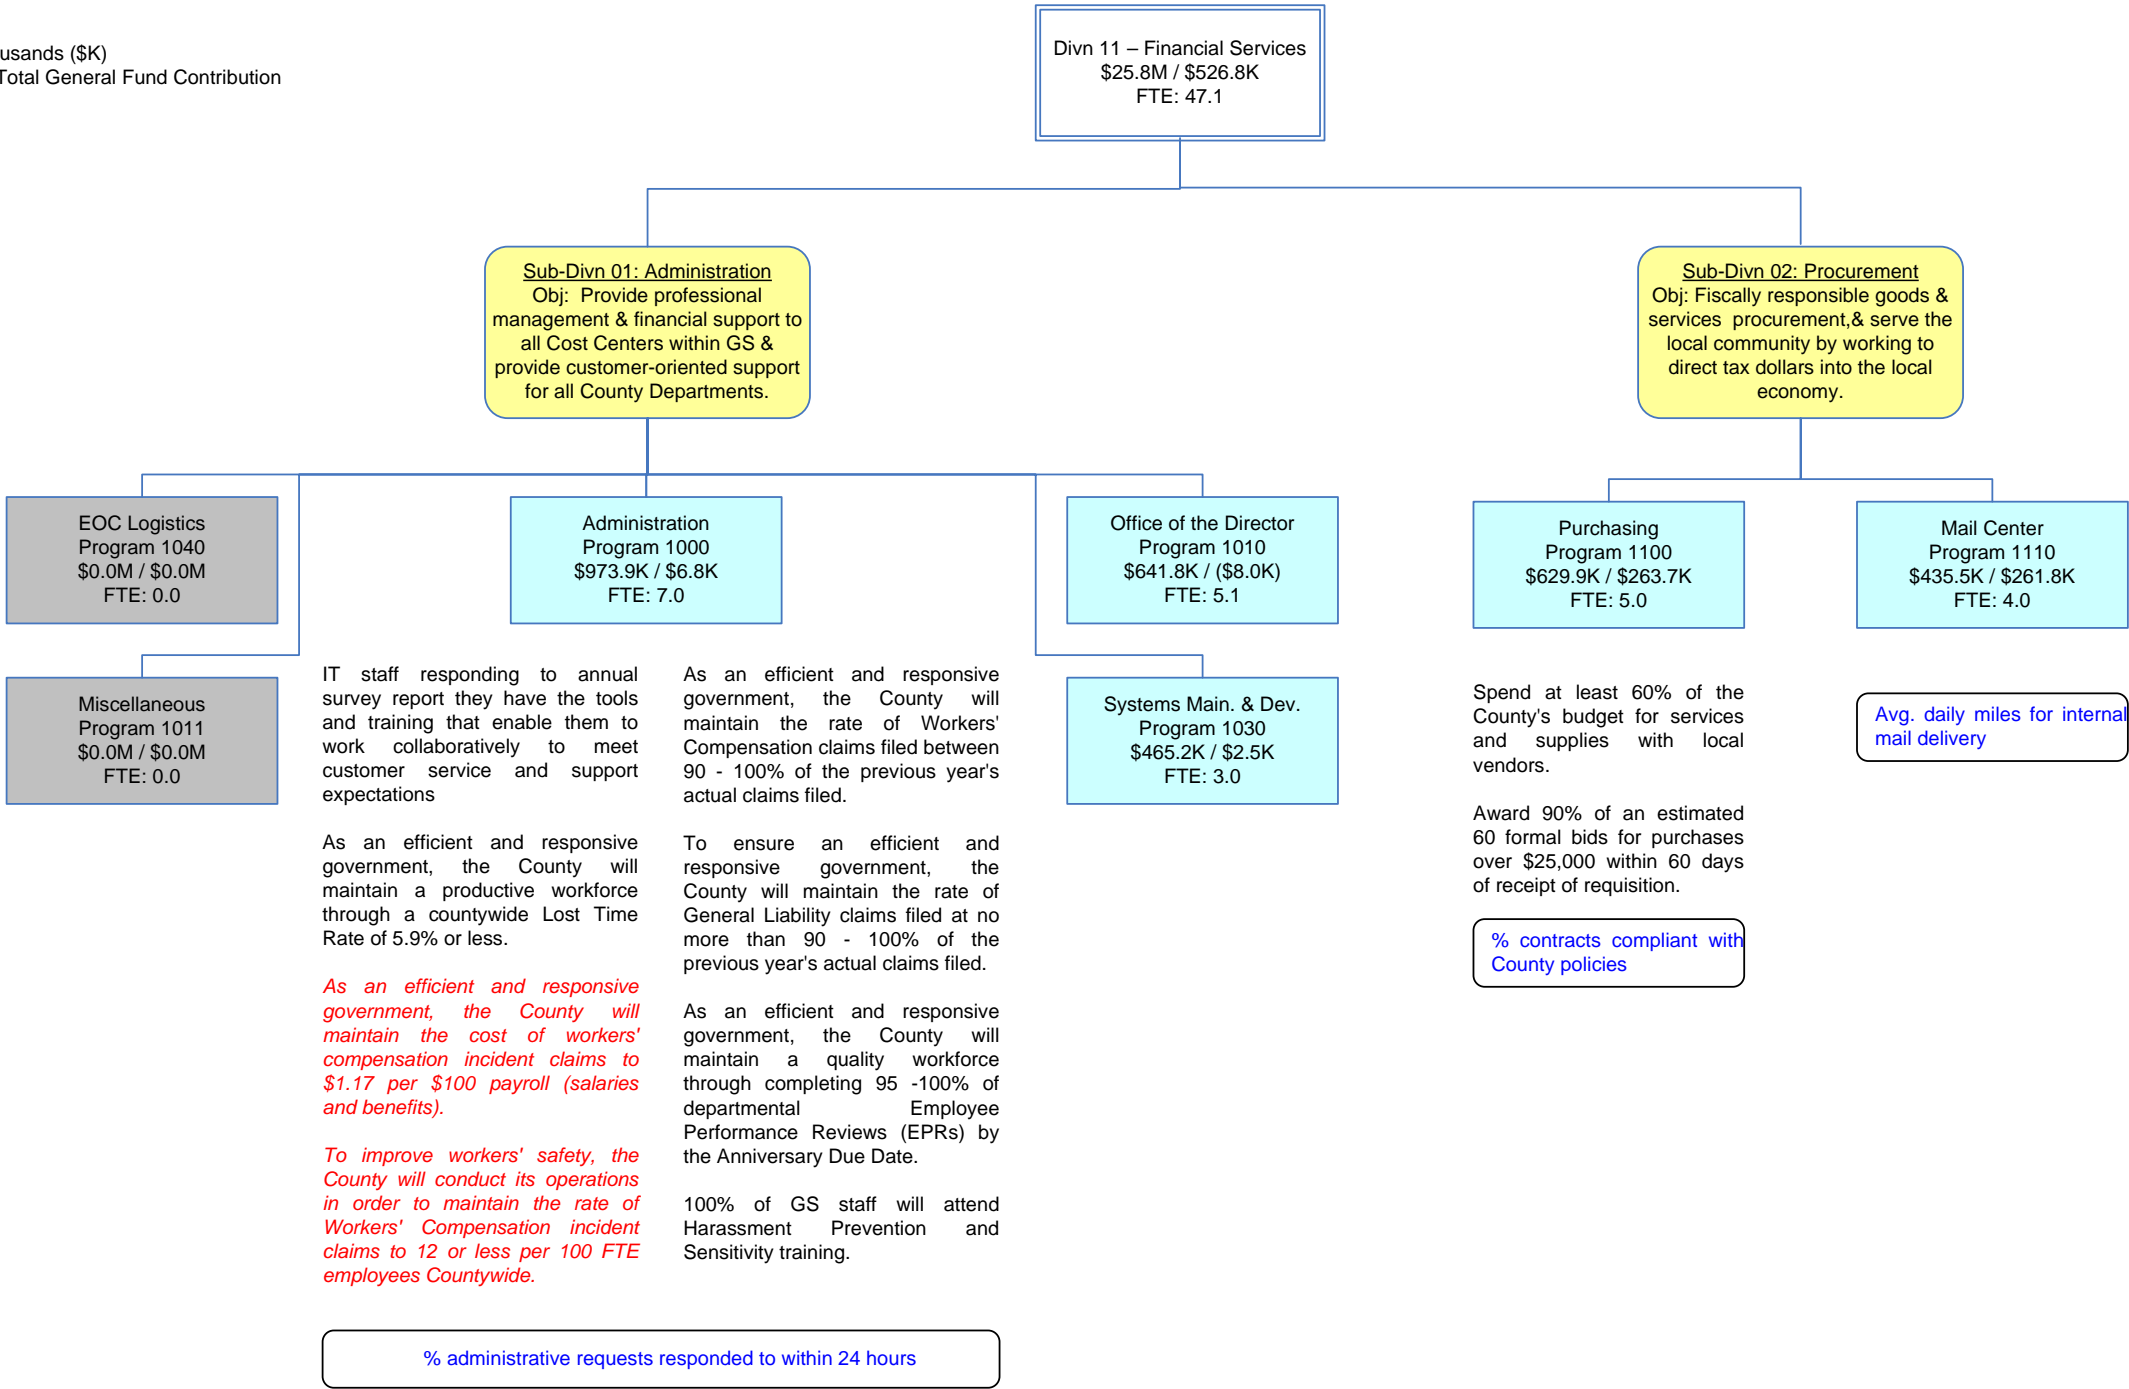 usands ($K)
Total General Fund Contribution
Divn 11 – Financial Services
$25.8M / $526.8K
FTE: 47.1
Sub-Divn 01: Administration
Obj:  Provide professional
management & financial support to
all Cost Centers within GS &
provide customer-oriented support
for all County Departments.
Sub-Divn 02: Procurement
Obj: Fiscally responsible goods &
services  procurement,& serve the
local community by working to
direct tax dollars into the local
economy.
EOC Logistics
Program 1040
$0.0M / $0.0M
FTE: 0.0
Administration
Program 1000
$973.9K / $6.8K
FTE: 7.0
Office of the Director
Program 1010
$641.8K / ($8.0K)
FTE: 5.1
Purchasing
Program 1100
$629.9K / $263.7K
FTE: 5.0
Mail Center
Program 1110
$435.5K / $261.8K
FTE: 4.0
Miscellaneous
Program 1011
$0.0M / $0.0M
FTE: 0.0
IT staff responding to annual
survey report they have the tools
and training that enable them to
work collaboratively to meet
customer service and support
expectations
As an efficient and responsive
government, the County will
maintain a productive workforce
through a countywide Lost Time
Rate of 5.9% or less.
As an efficient and responsive
government, the County will
maintain the cost of workers'
compensation incident claims to
$1.17 per $100 payroll (salaries
and benefits).
To improve workers' safety, the
County will conduct its operations
in order to maintain the rate of
Workers' Compensation incident
claims to 12 or less per 100 FTE
employees Countywide.
As an efficient and responsive
government, the County will
maintain the rate of Workers'
Compensation claims filed between
90 - 100% of the previous year's
actual claims filed.
To ensure an efficient and
responsive government, the
County will maintain the rate of
General Liability claims filed at no
more than 90 - 100% of the
previous year's actual claims filed.
As an efficient and responsive
government, the County will
maintain a quality workforce
through completing 95 -100% of
departmental Employee
Performance Reviews (EPRs) by
the Anniversary Due Date.
100% of GS staff will attend
Harassment Prevention and
Sensitivity training.
% administrative requests responded to within 24 hours
Systems Main. & Dev.
Program 1030
$465.2K / $2.5K
FTE: 3.0
Spend at least 60% of the
County's budget for services
and supplies with local
vendors.
Award 90% of an estimated
60 formal bids for purchases
over $25,000 within 60 days
of receipt of requisition.
% contracts compliant with
County policies
Avg. daily miles for internal
mail delivery